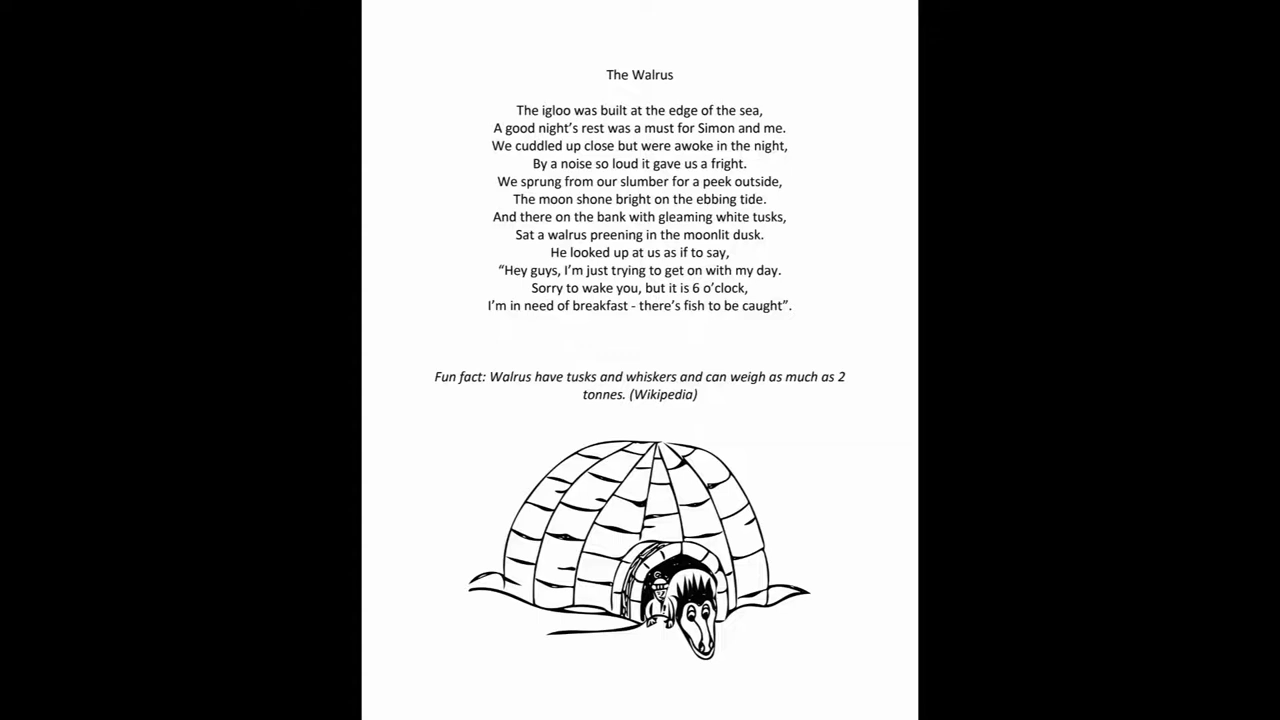 The Walrus
The igloo was built at the edge of the sea,
A good night's rest was a must for Simon and me.
We cuddled up close but were awoke in the night,
By a noise so loud it gave us a fright.
We sprung from our slumber for a peek outside,
The moon shone bright on the ebbing tide.
And there on the bank with gleaming white tusks,
Sat a walrus preening in the moonlit dusk.
He looked up at us as if to say,
“Hey guys, I'm just trying to get on with my day.
Sorry to wake you, but it is 6 o'clock,
I'm in need of breakfast - there's fish to be caught”.
Fun fact: Walrus have tusks and whiskers and can weigh as much as 2
tonnes. (Wikipedia)